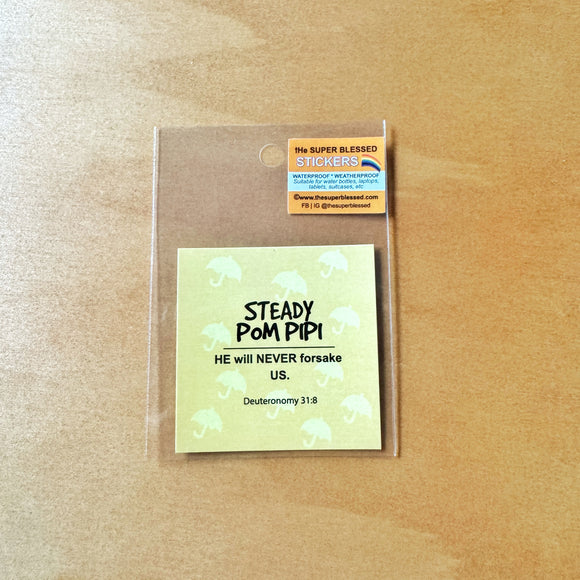 tHe SUPER BLESSED
STICKERS
WATERPROOF * WEATHERPROOF
Suitable for water bottles, laptops,
tablets, suitcases, etc
©www.thesuperblessed.com
FB | IG @thesuperblessed
STEADY
POM PIPI
HE will NEVER forsake
US.
Deuteronomy 31:8